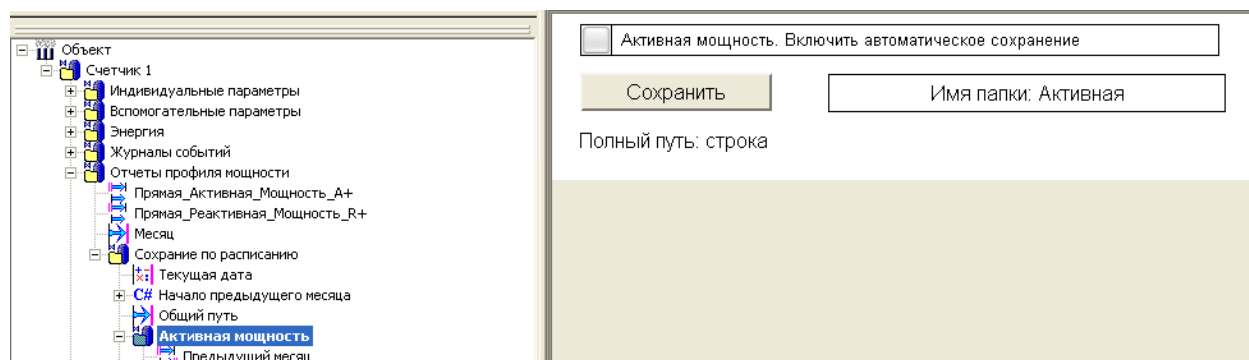 Объект
Счетчик 1
Индивидуальные параметры
Вспомогательные параметры
Энергия
Журналы событий
Отчеты профиля мощности
Прямая_Активная_Мощность_А+
Прямая_Реактивная_Мощность_R+
Месяц
Сохрание по расписанию
Текущая дата
C# Начало предыдущего месяца
Общий путь
Активная мощность
Предыдущий месяц
Активная мощность. Включить автоматическое сохранение
Сохранить
Имя папки: Активная
Полный путь: строка